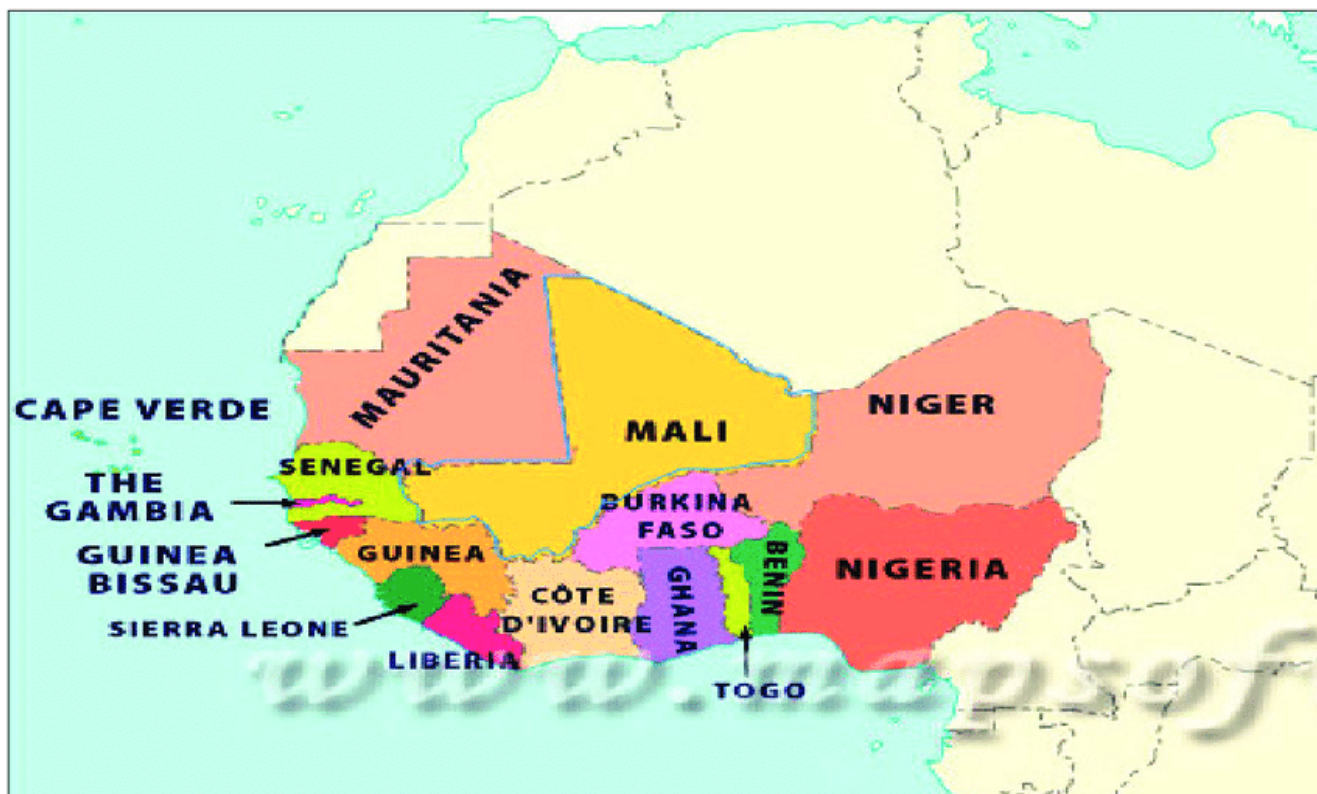 MAURITANIA
CAPE VERDE
NIGER
MALI
SENEGAL
THE
GAMBIA
BURKINA
FASO
GUINEA
BISSAU
GUINEA
BENIN
NIGERIA
GHANA
CÔTE
D'IVOIRE
SIERRA LEONE
LIBERIA
TOGO
www.mapsof